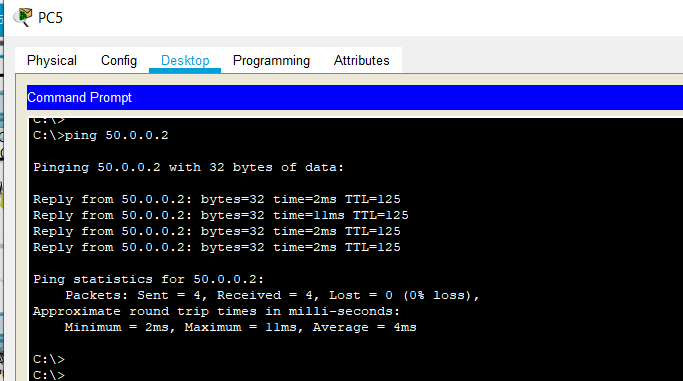 PC5
Physical Config Desktop Programming Attributes
Command Prompt
C:\>
C:\>ping 50.0.0.2
Pinging 50.0.0.2 with 32 bytes of data:
Reply from 50.0.0.2: bytes=32 time=2ms TTL=125
Reply from 50.0.0.2: bytes=32 time=11ms TTL=125
Reply from 50.0.0.2: bytes=32 time=2ms TTL=125
Reply from 50.0.0.2: bytes=32 time=2ms TTL=125
Ping statistics for 50.0.0.2:
Packets: Sent = 4, Received = 4, Lost = 0 (0% loss),
Approximate round trip times in milli-seconds:
Minimum = 2ms, Maximum = 11ms, Average = 4ms
C:\>
C:\>